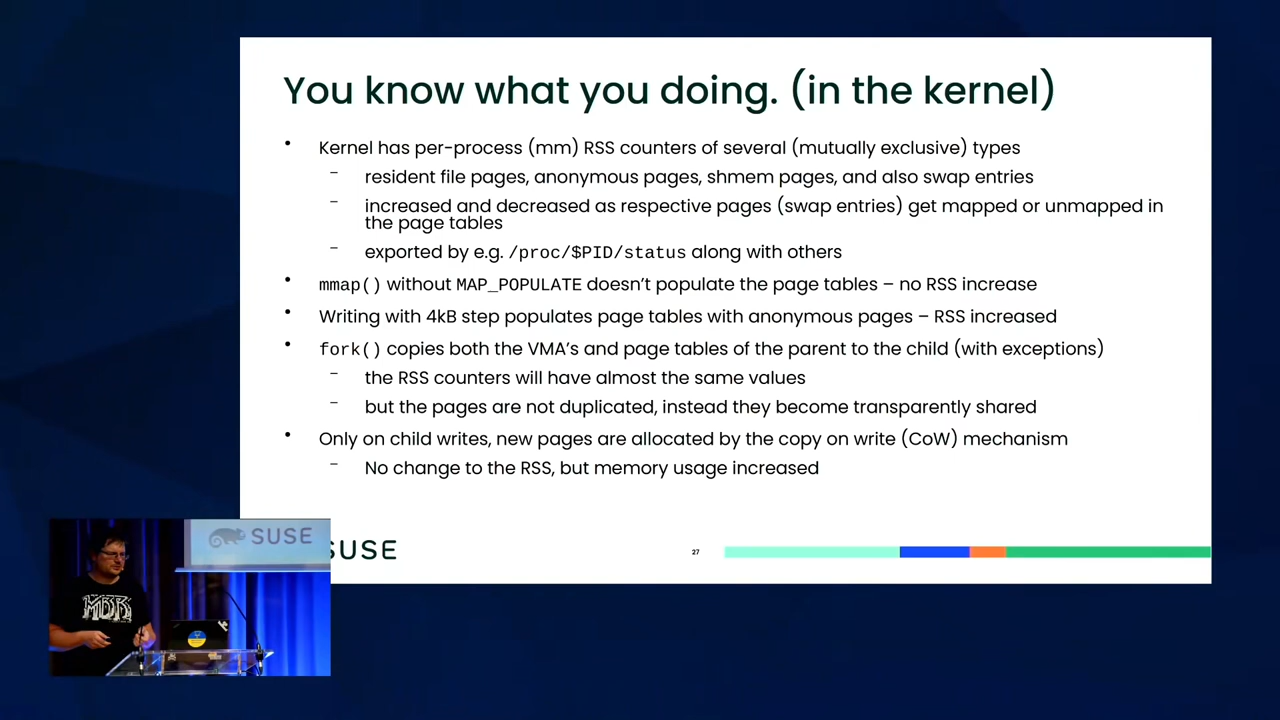 You know what you doing. (in the kernel)
• Kernel has per-process (mm) RSS counters of several (mutually exclusive) types
– resident file pages, anonymous pages, shmem pages, and also swap entries
– increased and decreased as respective pages (swap entries) get mapped or unmapped in
the page tables
– exported by e.g. /proc/$PID/status along with others
• mmap() without MAP_POPULATE doesn't populate the page tables – no RSS increase
• Writing with 4kB step populates page tables with anonymous pages – RSS increased
• fork() copies both the VMA's and page tables of the parent to the child (with exceptions)
– the RSS counters will have almost the same values
– but the pages are not duplicated, instead they become transparently shared
• Only on child writes, new pages are allocated by the copy on write (CoW) mechanism
– No change to the RSS, but memory usage increased
SUSE
SUSE
27